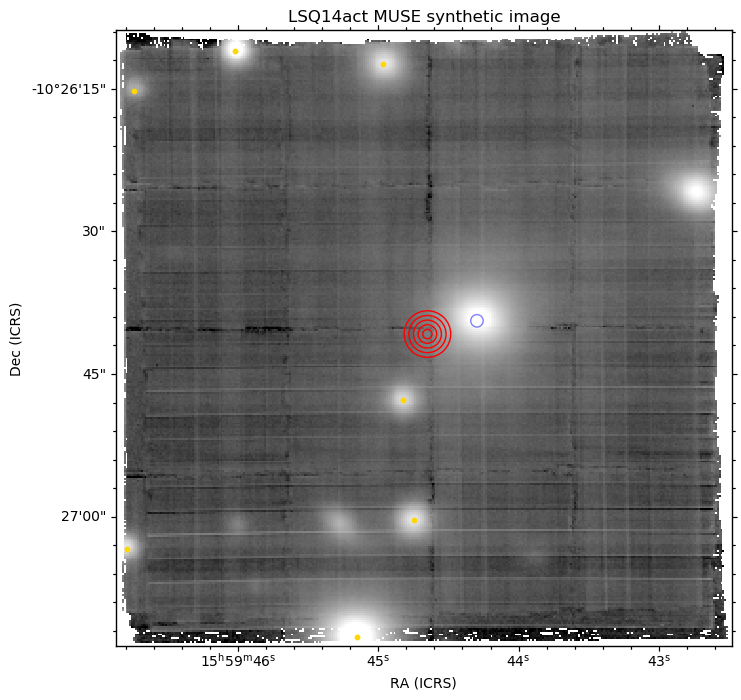 LSQ14act MUSE synthetic image
-10°26'15"
30"
45"
27'00"
Dec (ICRS)
15ʰ59ᵐ46ˢ
45ˢ
44ˢ
43ˢ
RA (ICRS)